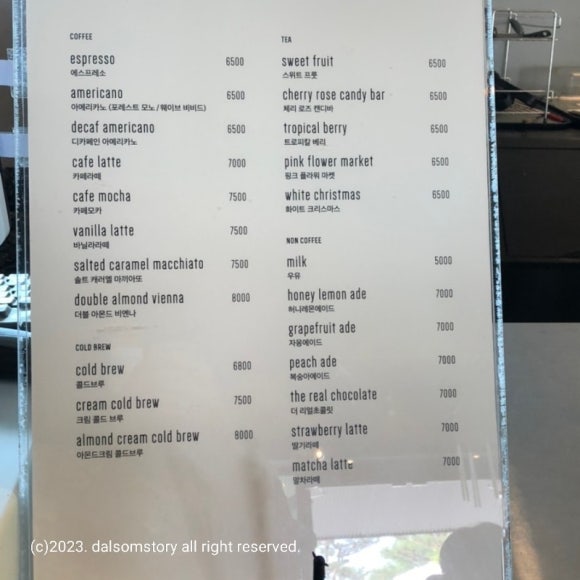 COFFEE
espresso 6500
에스프레소
americano 6500
아메리카노 (포레스트 모노 / 웨이브 비비드)
decaf americano 6500
디카페인 아메리카노
cafe latte 7000
카페라떼
cafe mocha 7500
카페모카
vanilla latte 7500
바닐라라떼
salted caramel macchiato 7500
솔트 캬러멜 마끼아또
double almond vienna 8000
더블 아몬드 비엔나
COLD BREW
cold brew 6800
콜드브루
cream cold brew 7500
크림 콜드 브루
almond cream cold brew 8000
아몬드크림 콜드브루
TEA
sweet fruit 6500
스위트 프룻
cherry rose candy bar 6500
체리 로즈 캔디바
tropical berry 6500
트로피칼 베리
pink flower market 6500
핑크 플라워 마켓
white christmas 6500
화이트 크리스마스
NON COFFEE
milk 5000
우유
honey lemon ade 7000
허니레몬에이드
grapefruit ade 7000
자몽에이드
peach ade 7000
복숭아에이드
the real chocolate 7000
더 리얼초콜릿
strawberry latte 7000
딸기라떼
matcha latte 7000
말차라떼
(c)2023. dalsomstory all right reserved.